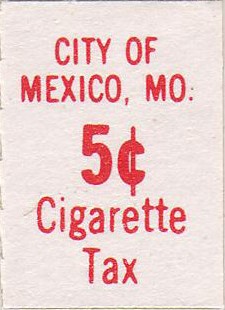 CITY OF
MEXICO, MO.
5¢
Cigarette
Tax